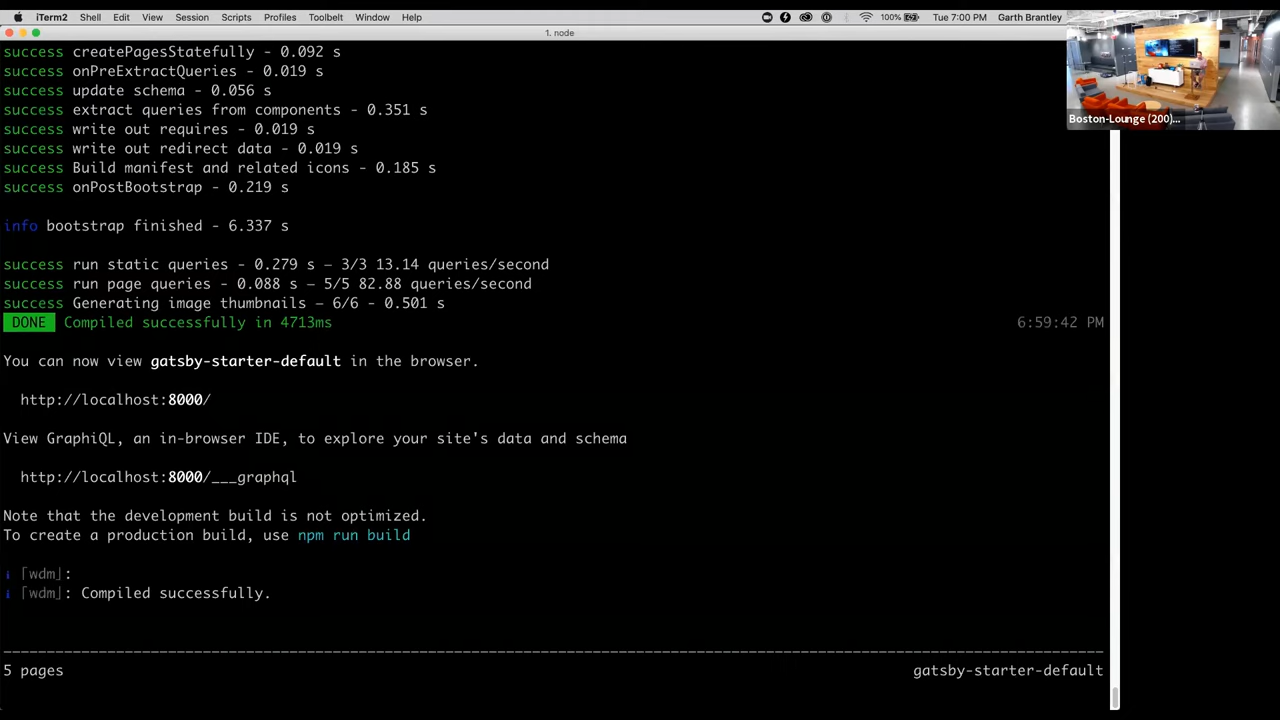 iTerm2 Shell Edit View Session Scripts Profiles Toolbelt Window Help 100% Tue 7:00 PM Garth Brantley
1. node
success createPagesStatefully - 0.092 s
success onPreExtractQueries - 0.019 s
success update schema - 0.056 s
success extract queries from components - 0.351 s
success write out requires - 0.019 s
success write out redirect data - 0.019 s
success Build manifest and related icons - 0.185 s
success onPostBootstrap - 0.219 s
info bootstrap finished - 6.337 s
success run static queries - 0.279 s — 3/3 13.14 queries/second
success run page queries - 0.088 s — 5/5 82.88 queries/second
success Generating image thumbnails — 6/6 - 0.501 s
DONE Compiled successfully in 4713ms 6:59:42 PM
You can now view gatsby-starter-default in the browser.
http://localhost:8000/
View GraphiQL, an in-browser IDE, to explore your site's data and schema
http://localhost:8000/___graphql
Note that the development build is not optimized.
To create a production build, use npm run build
ℹ ｢wdm｣:
ℹ ｢wdm｣: Compiled successfully.
5 pages gatsby-starter-default
Boston-Lounge (200)...